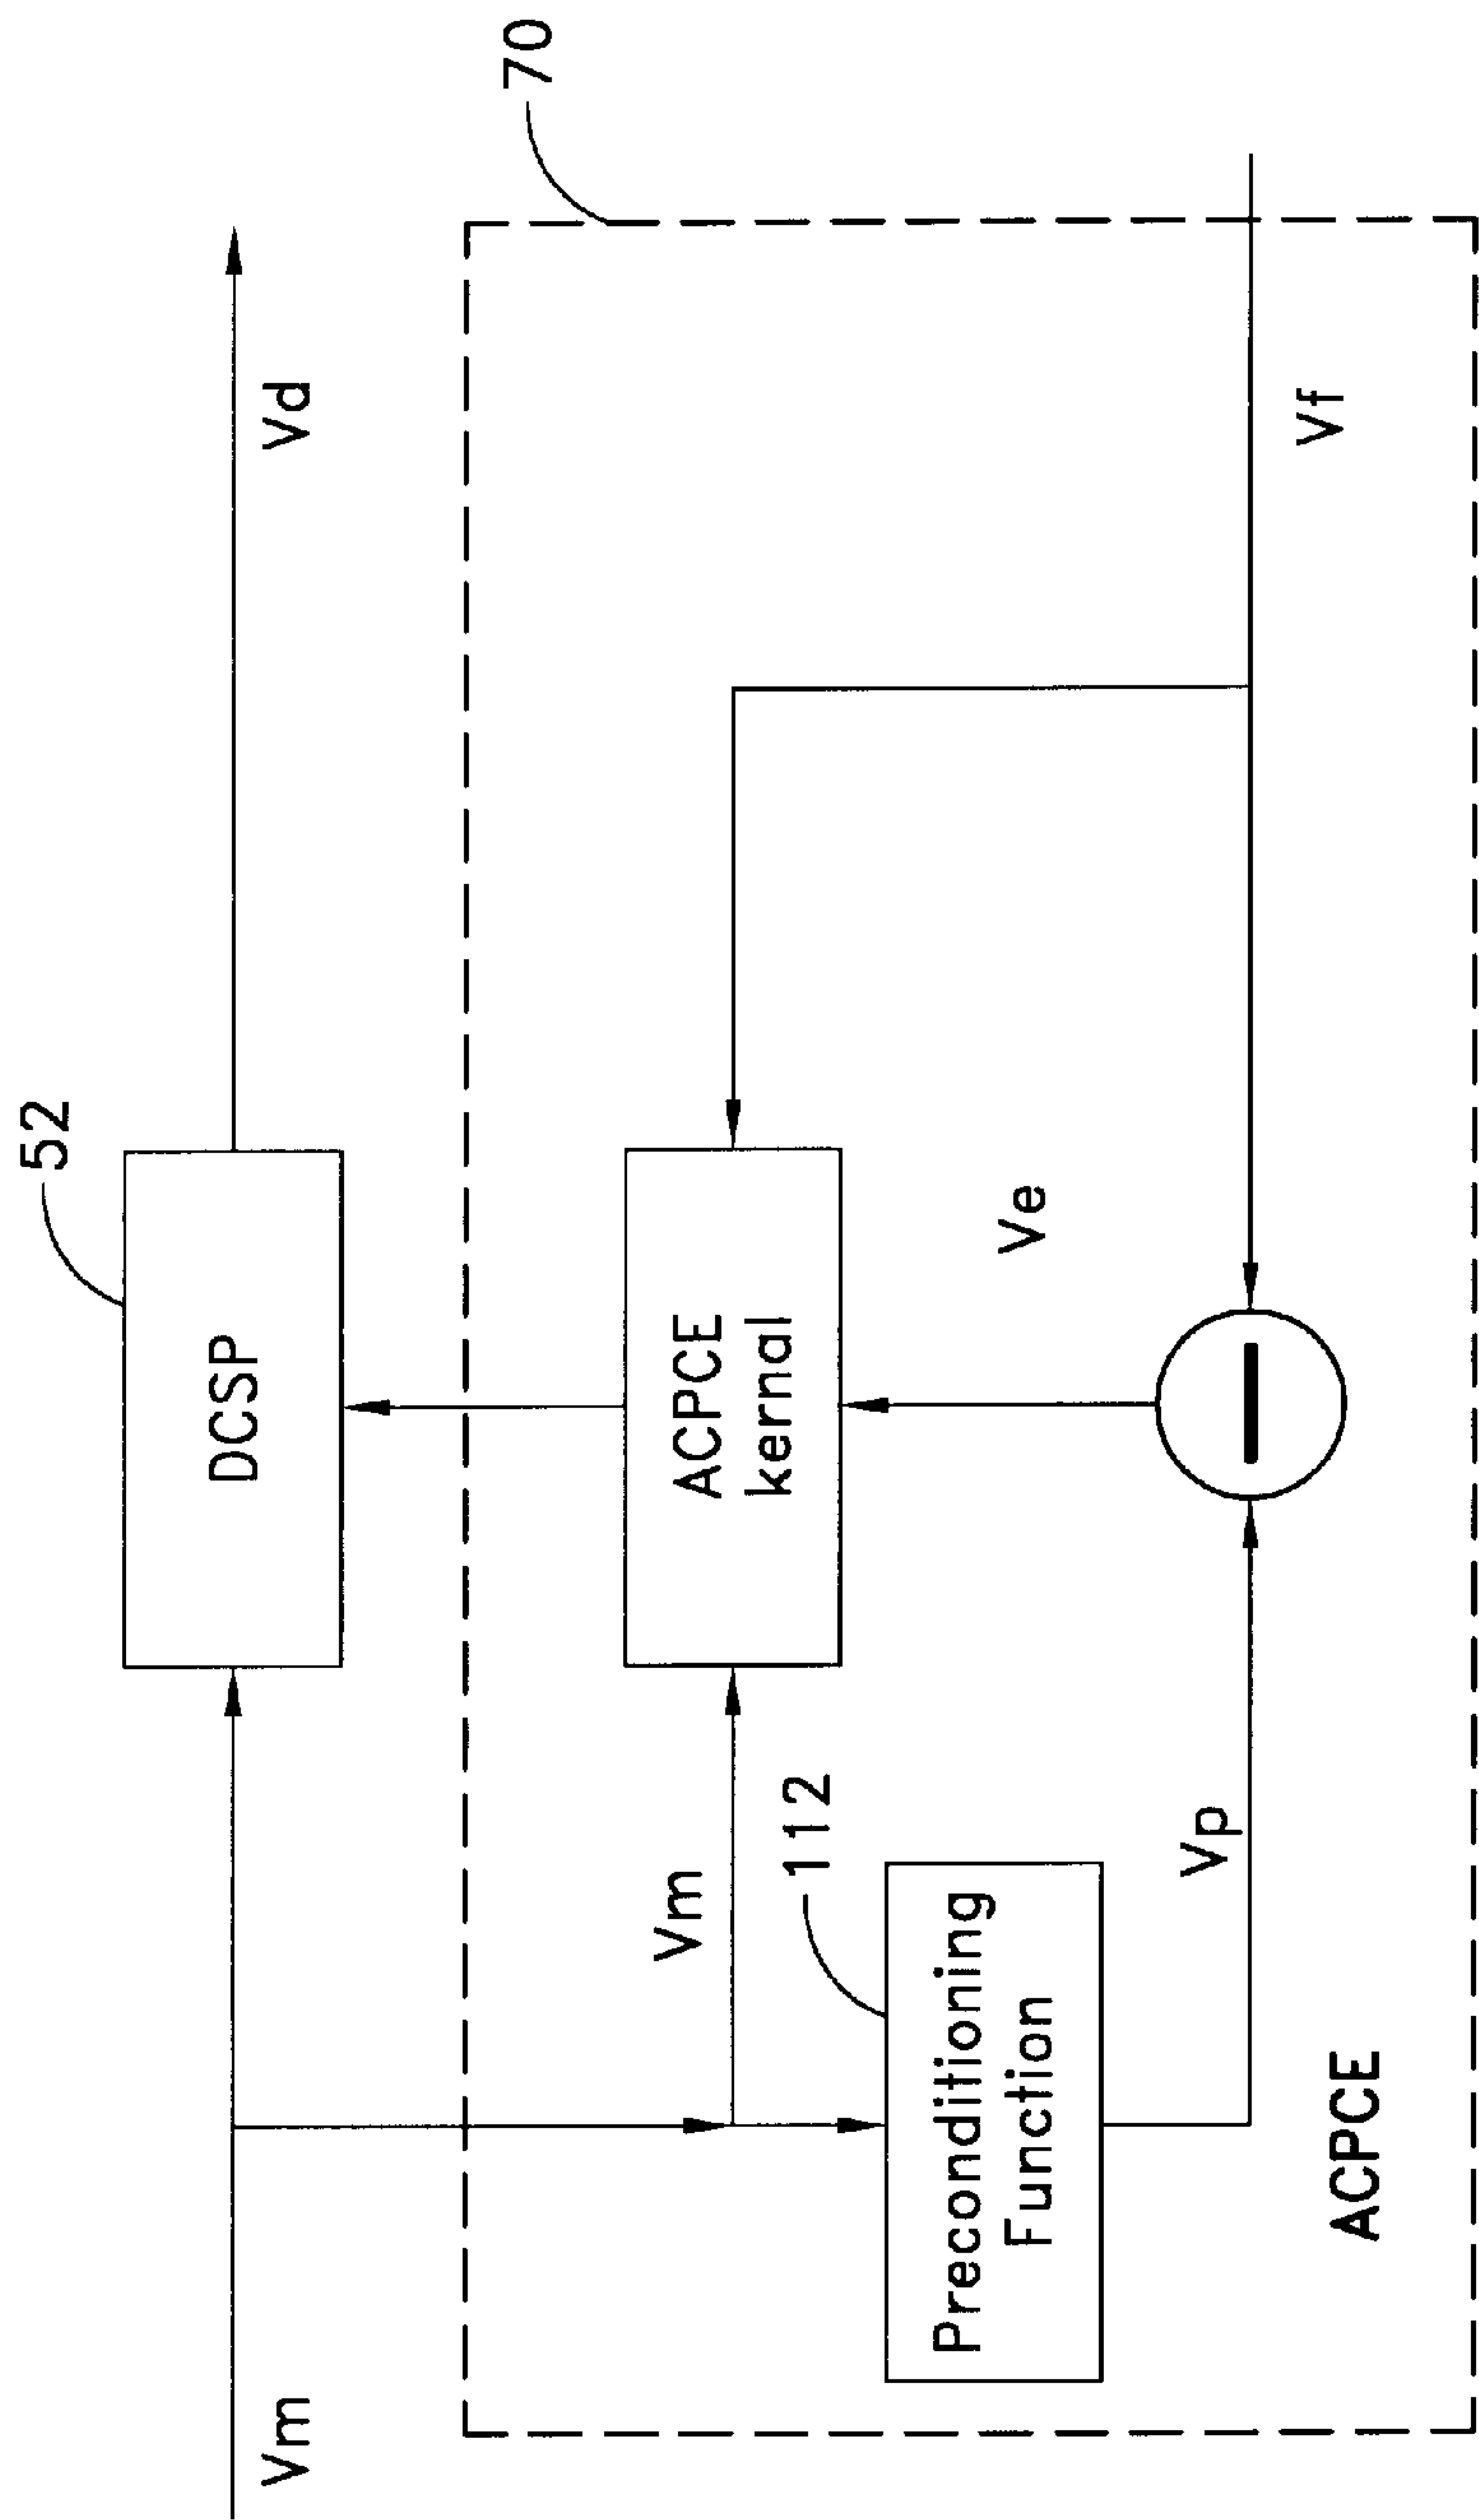 52
DCSP
Vm
Vd
70
Vm
ACPCE
kernal
112
Preconditioning
Function
Ve
Vp
Vf
ACPCE